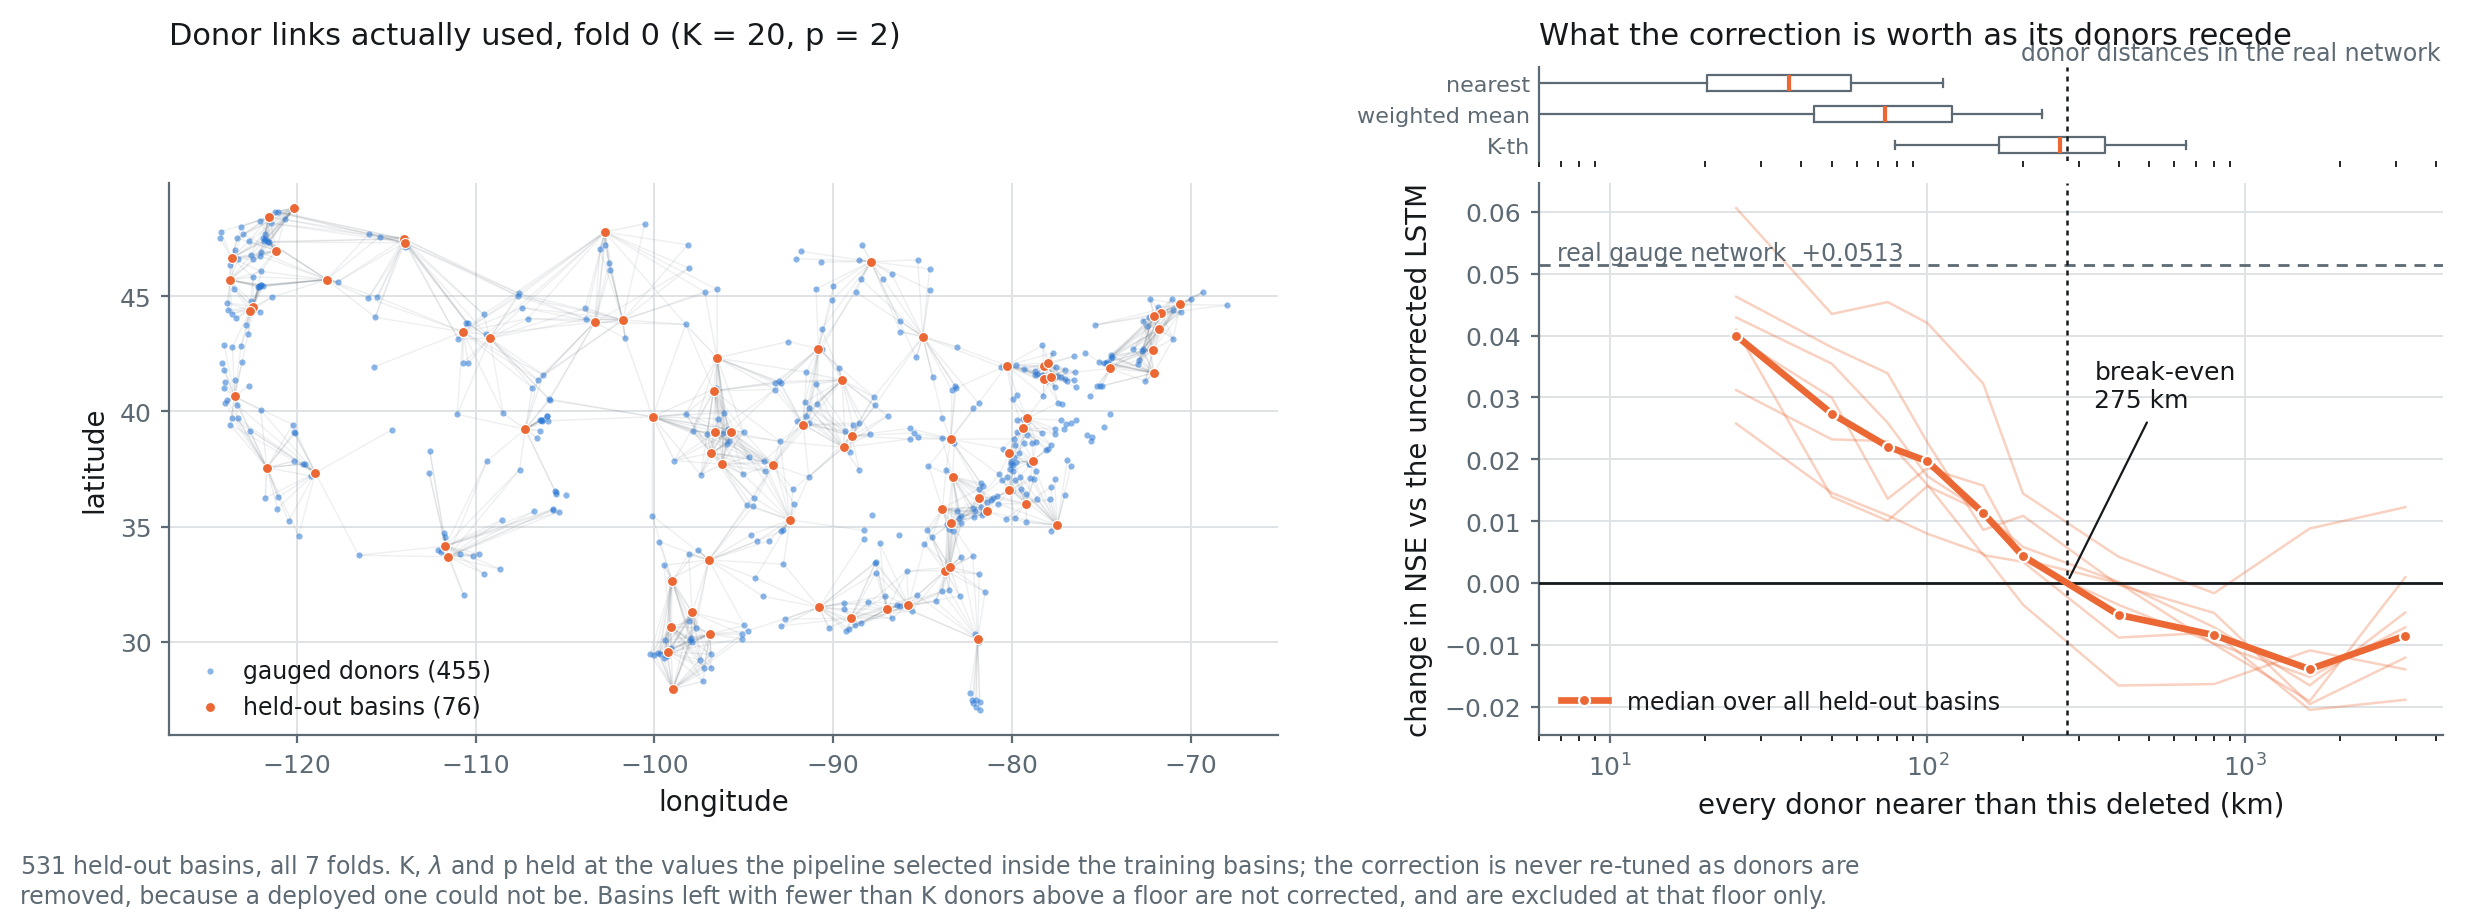 Donor links actually used, fold 0 (K = 20, p = 2)
45
40
35
30
latitude
gauged donors (455)
held-out basins (76)
−120
−110
−100
−90
−80
−70
longitude
What the correction is worth as its donors recede
donor distances in the real network
nearest
weighted mean
K-th
change in NSE vs the uncorrected LSTM
0.06
0.05
0.04
0.03
0.02
0.01
0.00
−0.01
−0.02
real gauge network +0.0513
break-even
275 km
median over all held-out basins
10¹
10²
10³
every donor nearer than this deleted (km)
531 held-out basins, all 7 folds. K, λ and p held at the values the pipeline selected inside the training basins; the correction is never re-tuned as donors are
removed, because a deployed one could not be. Basins left with fewer than K donors above a floor are not corrected, and are excluded at that floor only.